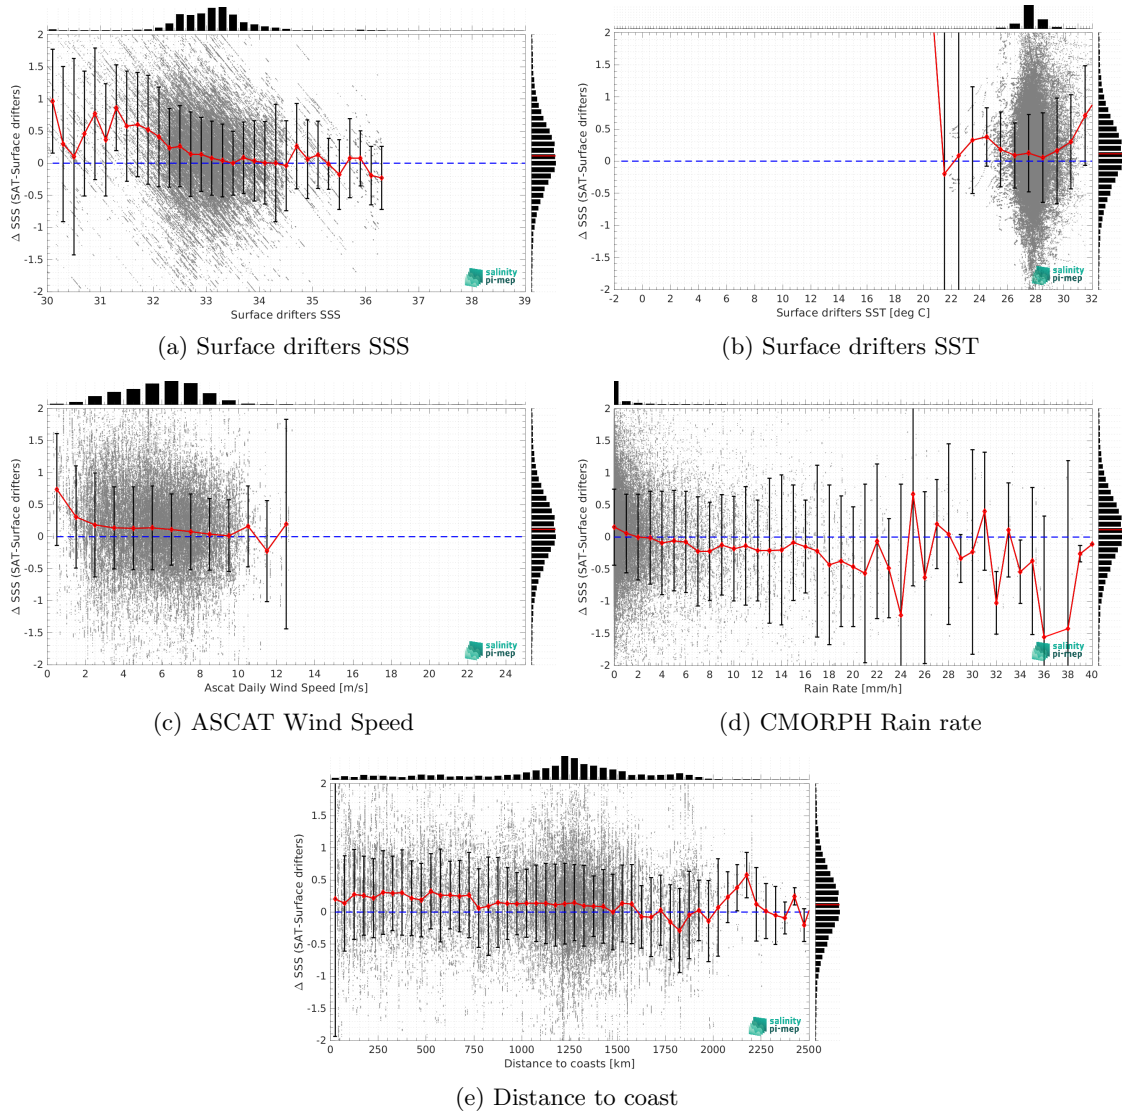 2
1.5
1
0.5
0
-0.5
-1
-1.5
-2
Δ SSS (SAT-Surface drifters)
30 31 32 33 34 35 36 37 38 39
Surface drifters SSS
salinity
pi-mep
(a) Surface drifters SSS
2
1.5
1
0.5
0
-0.5
-1
-1.5
-2
Δ SSS (SAT-Surface drifters)
-2 0 2 4 6 8 10 12 14 16 18 20 22 24 26 28 30 32
Surface drifters SST [deg C]
salinity
pi-mep
(b) Surface drifters SST
2
1.5
1
0.5
0
-0.5
-1
-1.5
-2
Δ SSS (SAT-Surface drifters)
0 2 4 6 8 10 12 14 16 18 20 22 24
Ascat Daily Wind Speed [m/s]
salinity
pi-mep
(c) ASCAT Wind Speed
2
1.5
1
0.5
0
-0.5
-1
-1.5
-2
Δ SSS (SAT-Surface drifters)
0 2 4 6 8 10 12 14 16 18 20 22 24 26 28 30 32 34 36 38 40
Rain Rate [mm/h]
salinity
pi-mep
(d) CMORPH Rain rate
2
1.5
1
0.5
0
-0.5
-1
-1.5
-2
Δ SSS (SAT-Surface drifters)
0 250 500 750 1000 1250 1500 1750 2000 2250 2500
Distance to coasts [km]
salinity
pi-mep
(e) Distance to coast